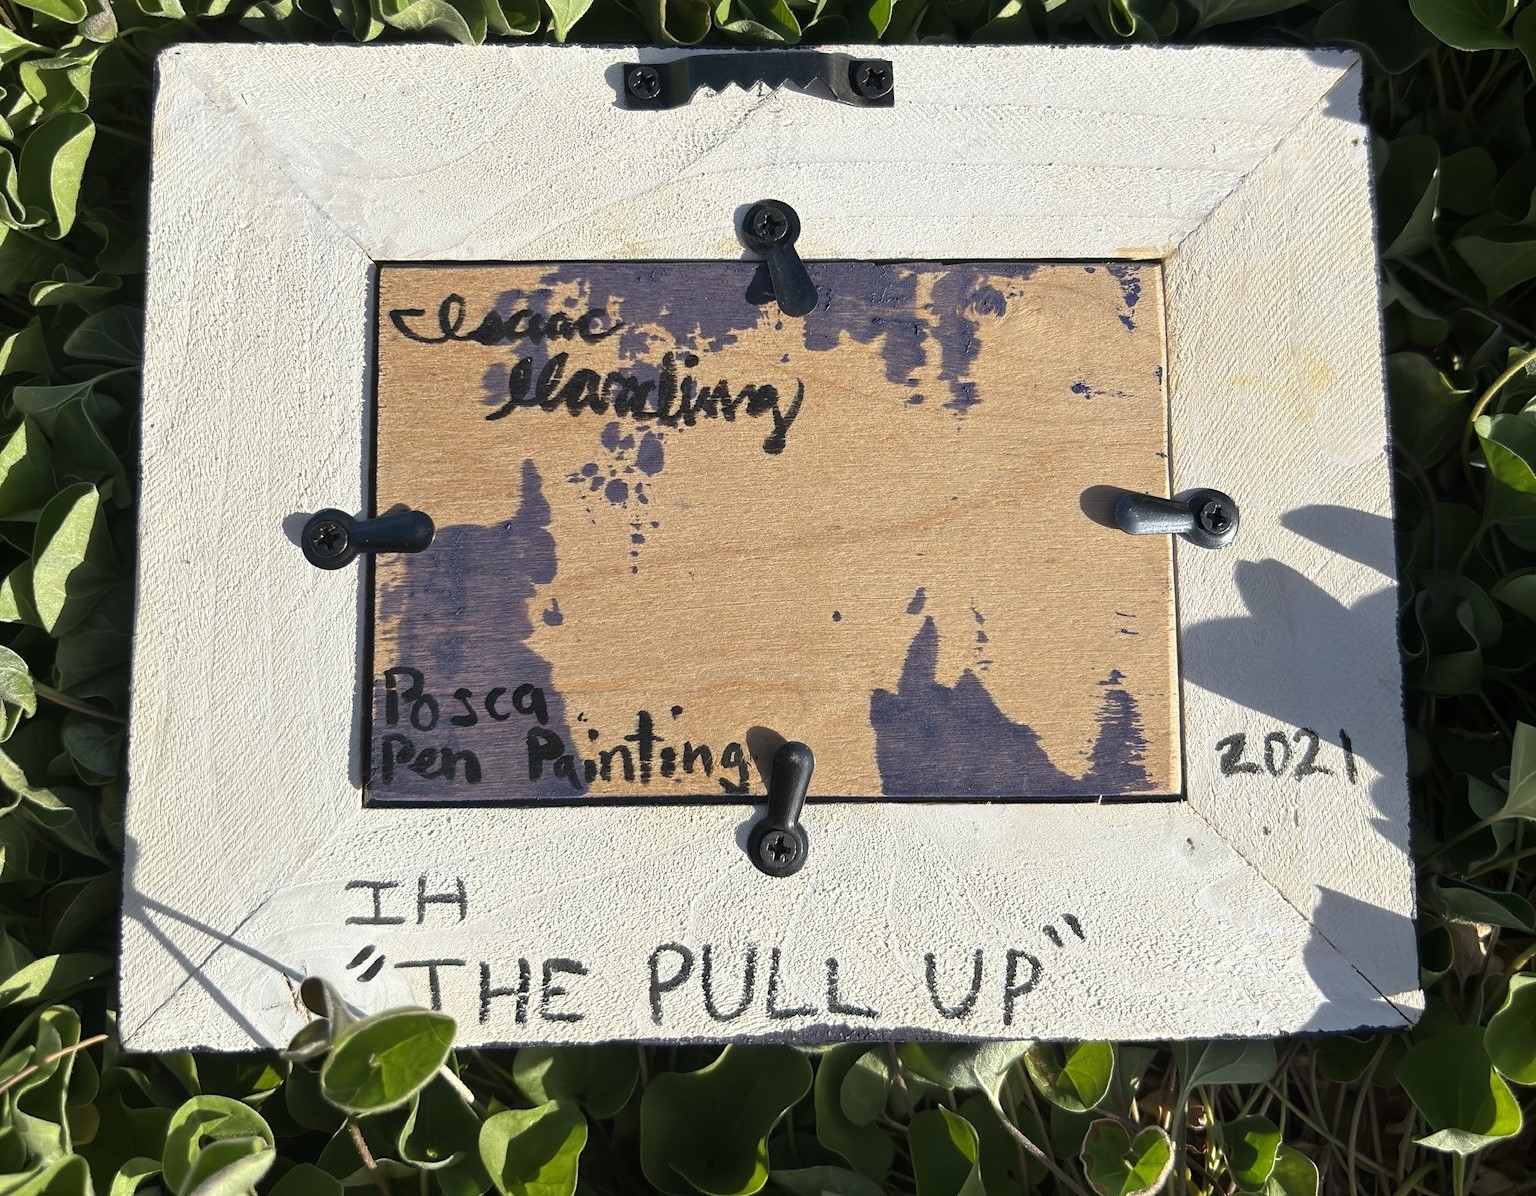 Isaac
Harding
Posca
Pen Painting
2021
IH
"THE PULL UP"